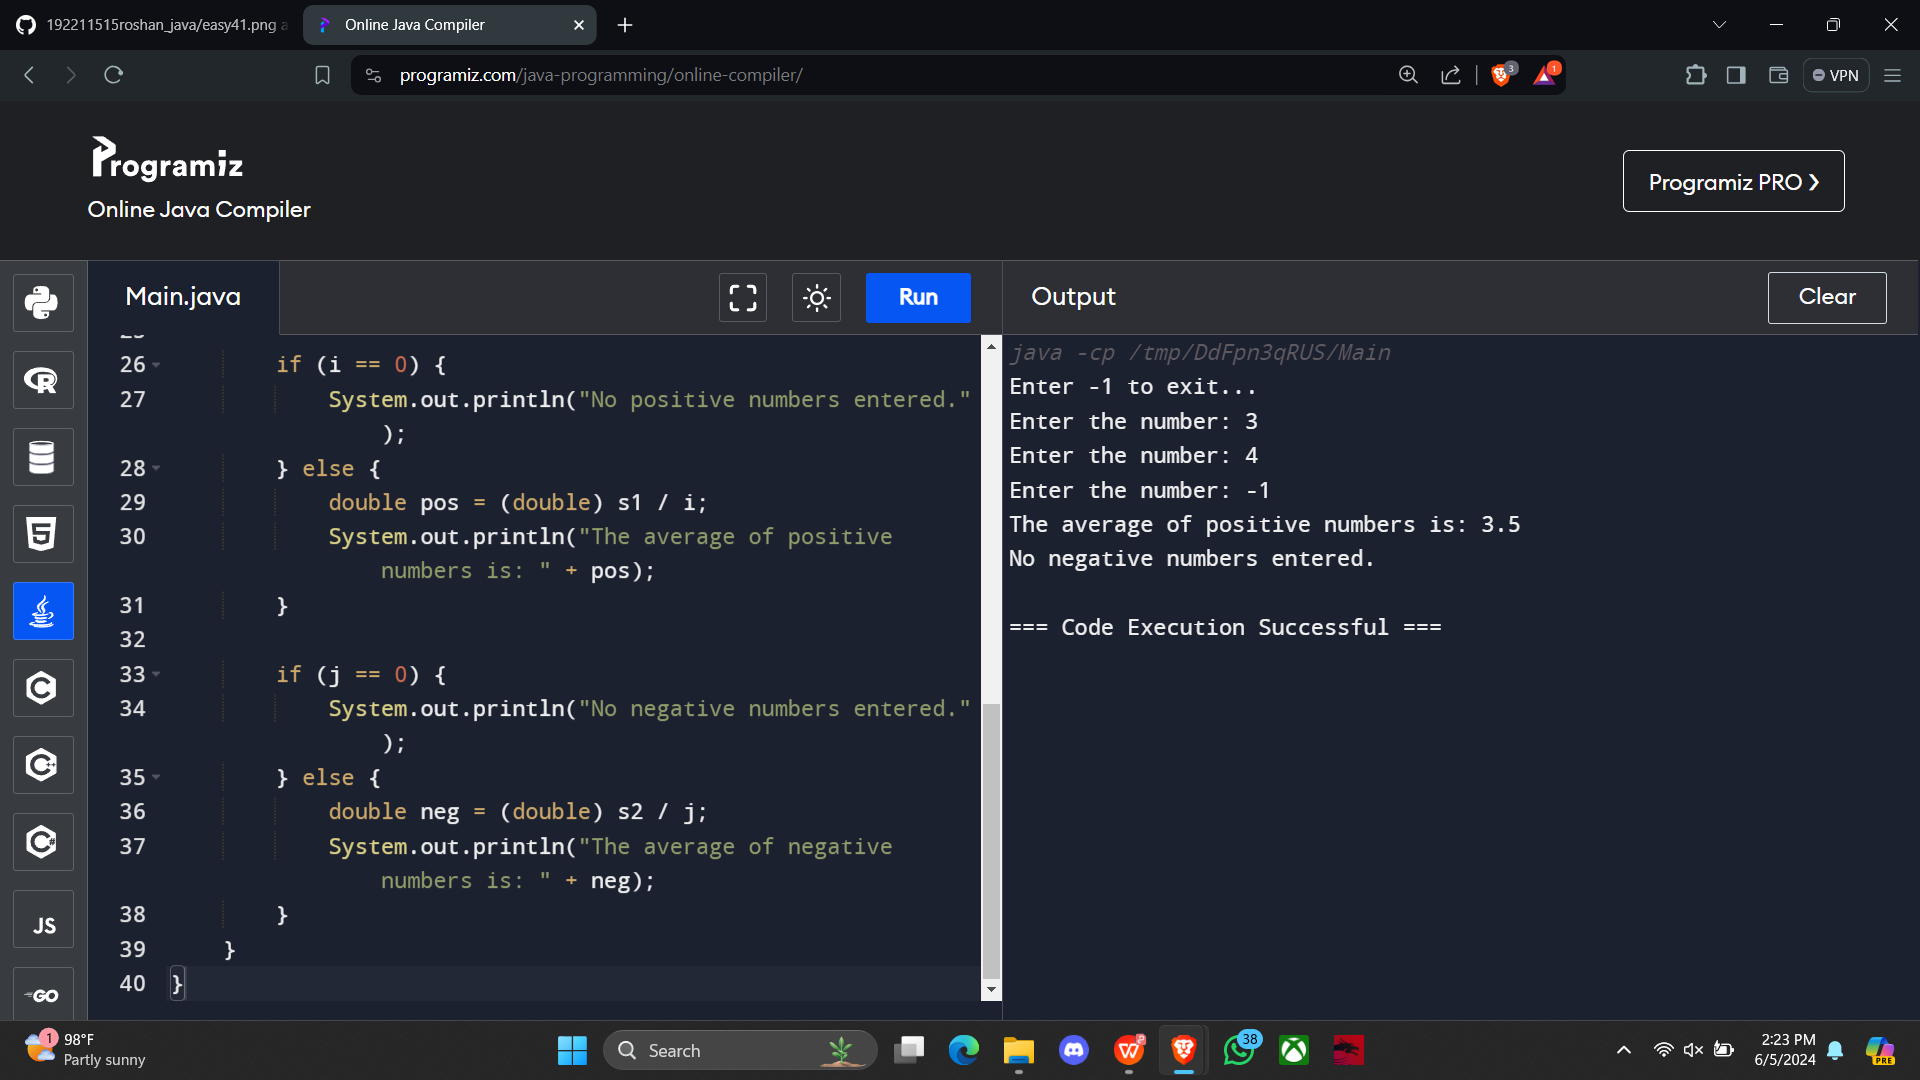 192211515roshan_java/easy41.png a
Online Java Compiler
programiz.com/java-programming/online-compiler/
3
1
VPN
Programiz
Online Java Compiler
Programiz PRO ❯
Main.java
Run
Output
Clear
26 if (i == 0) {
27 System.out.println("No positive numbers entered."
);
28 } else {
29 double pos = (double) s1 / i;
30 System.out.println("The average of positive
numbers is: " + pos);
31 }
32
33 if (j == 0) {
34 System.out.println("No negative numbers entered."
);
35 } else {
36 double neg = (double) s2 / j;
37 System.out.println("The average of negative
numbers is: " + neg);
38 }
39 }
40 }
java -cp /tmp/DdFpn3qRUS/Main
Enter -1 to exit...
Enter the number: 3
Enter the number: 4
Enter the number: -1
The average of positive numbers is: 3.5
No negative numbers entered.
=== Code Execution Successful ===
JS
GO
1
98°F
Partly sunny
Search
38
2:23 PM
6/5/2024
PRE